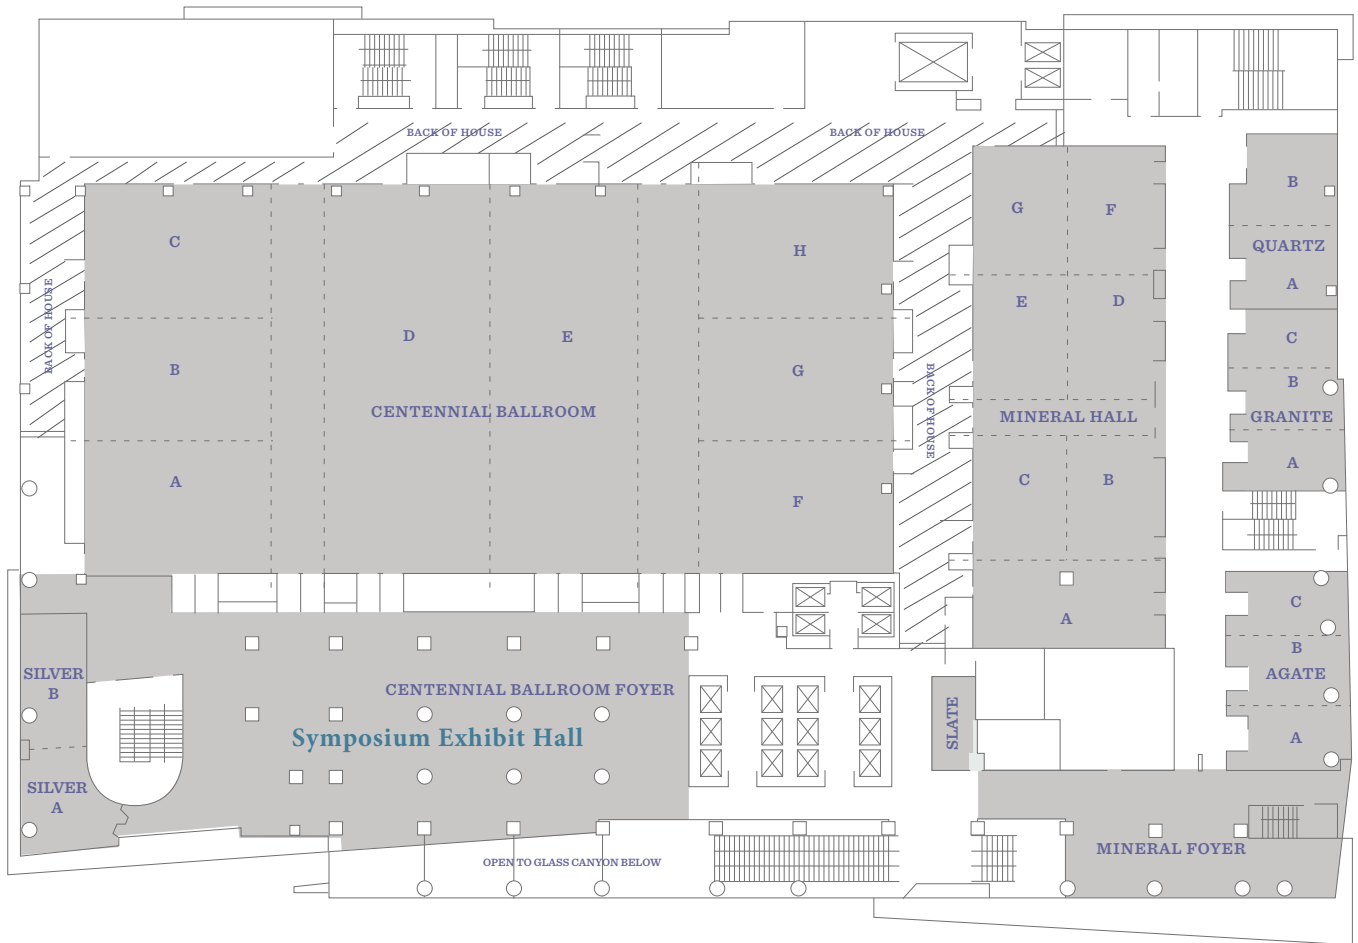 BACK OF HOUSE
BACK OF HOUSE
B
G
F
C
QUARTZ
H
A
BACK OF HOUSE
E
D
D
E
C
B
G
BACK OF HOUSE
B
CENTENNIAL BALLROOM
MINERAL HALL
GRANITE
A
A
C
B
F
C
A
B
SILVER
B
AGATE
CENTENNIAL BALLROOM FOYER
SLATE
Symposium Exhibit Hall
A
SILVER
A
MINERAL FOYER
OPEN TO GLASS CANYON BELOW